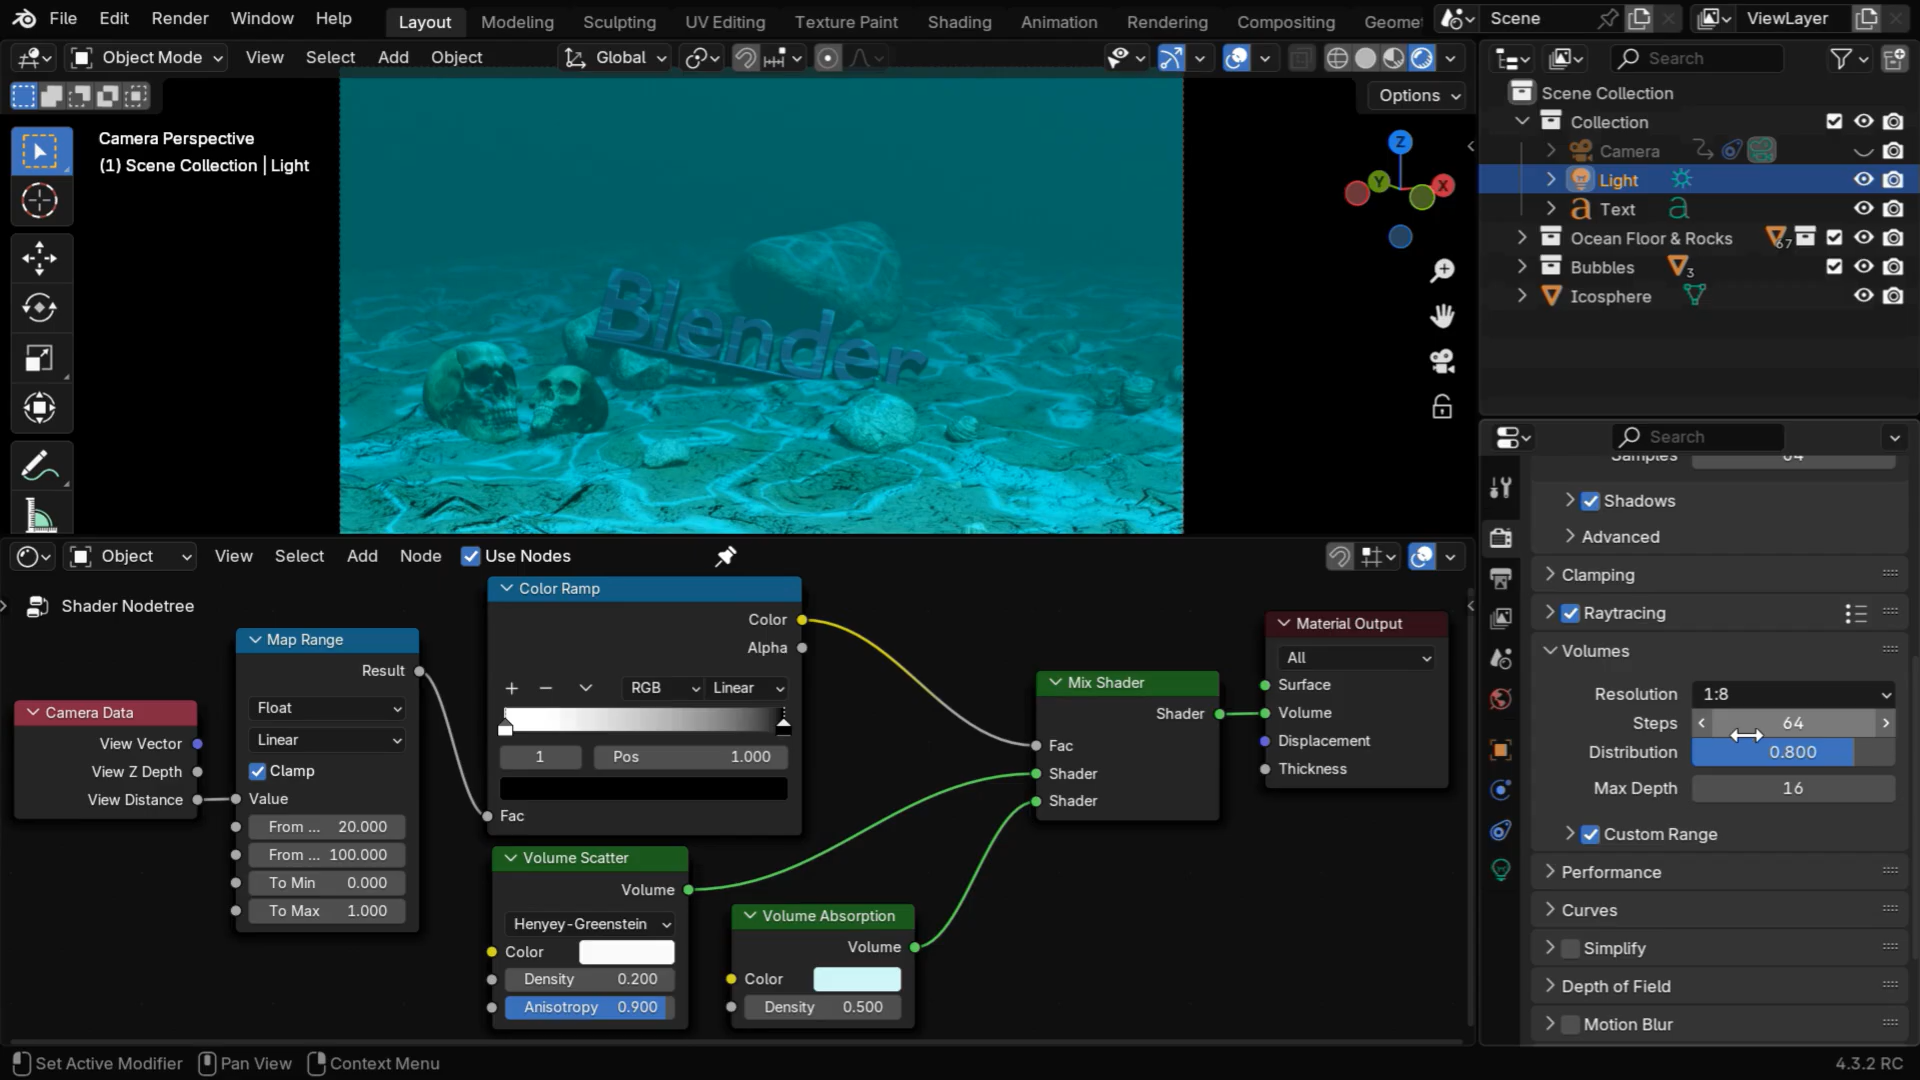 File Edit Render Window Help Layout Modeling Sculpting UV Editing Texture Paint Shading Animation Rendering Compositing Geomet Scene ViewLayer
Object Mode View Select Add Object Global Search
Options
Camera Perspective
(1) Scene Collection | Light
Z
Y
X
Blender
Scene Collection
Collection
Camera
Light
a Text a
Ocean Floor & Rocks 67
Bubbles 3
Icosphere
Search
Samples 64
Shadows
Advanced
Clamping
Raytracing
Volumes
Resolution 1:8
Steps 64
Distribution 0.800
Max Depth 16
Custom Range
Performance
Curves
Simplify
Depth of Field
Motion Blur
Object View Select Add Node Use Nodes
Shader Nodetree
Camera Data
View Vector
View Z Depth
View Distance
Map Range
Result
Float
Linear
Clamp
Value
From ... 20.000
From ... 100.000
To Min 0.000
To Max 1.000
Color Ramp
Color
Alpha
RGB Linear
1 Pos 1.000
Fac
Volume Scatter
Volume
Henyey-Greenstein
Color
Density 0.200
Anisotropy 0.900
Volume Absorption
Volume
Color
Density 0.500
Mix Shader
Shader
Fac
Shader
Shader
Material Output
All
Surface
Volume
Displacement
Thickness
Set Active Modifier Pan View Context Menu 4.3.2 RC